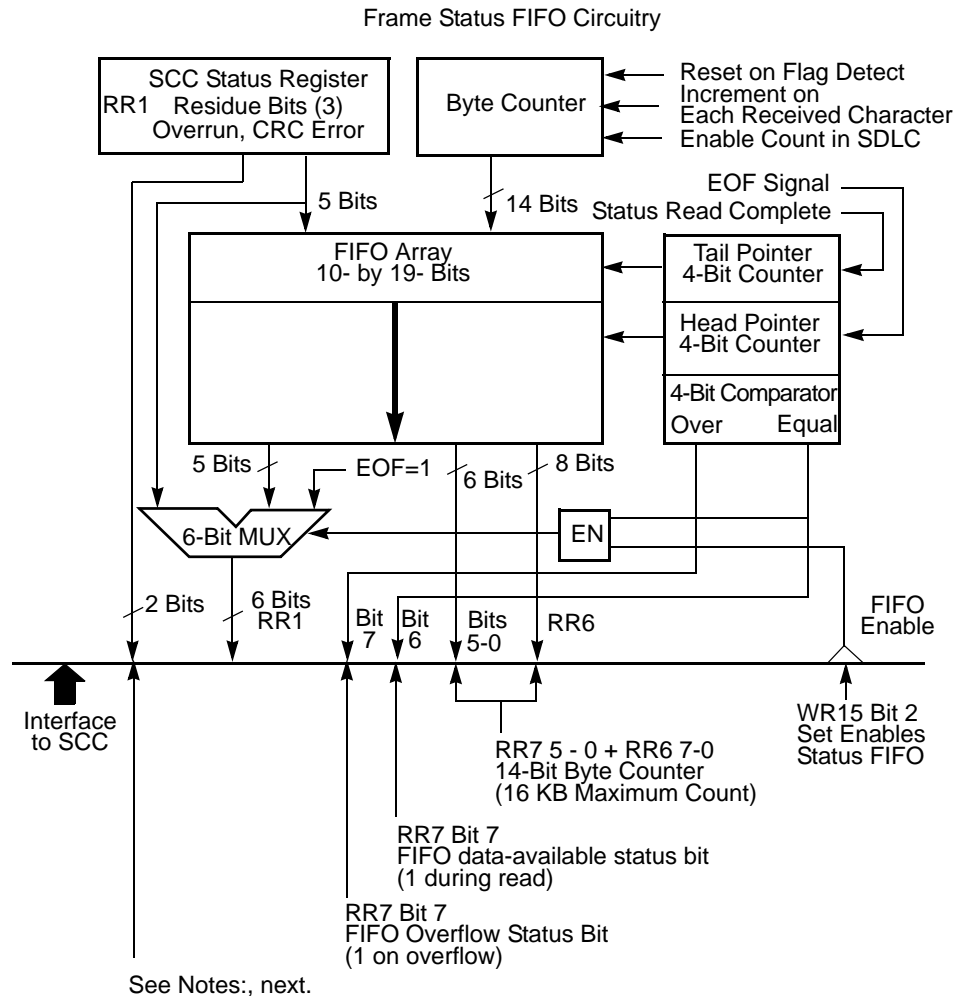 Frame Status FIFO Circuitry
SCC Status Register
RR1
Residue Bits (3)
Overrun, CRC Error
Byte Counter
Reset on Flag Detect
Increment on
Each Received Character
Enable Count in SDLC
EOF Signal
Status Read Complete
5 Bits
14 Bits
FIFO Array
10- by 19- Bits
Tail Pointer
4-Bit Counter
Head Pointer
4-Bit Counter
4-Bit Comparator
Over
Equal
5 Bits
EOF=1
6 Bits
8 Bits
6-Bit MUX
EN
2 Bits
6 Bits
RR1
Bit
7
Bit
6
Bits
5-0
RR6
FIFO
Enable
Interface
to SCC
WR15 Bit 2
Set Enables
Status FIFO
RR7 5 - 0 + RR6 7-0
14-Bit Byte Counter
(16 KB Maximum Count)
RR7 Bit 7
FIFO data-available status bit
(1 during read)
RR7 Bit 7
FIFO Overflow Status Bit
(1 on overflow)
See Notes:, next.